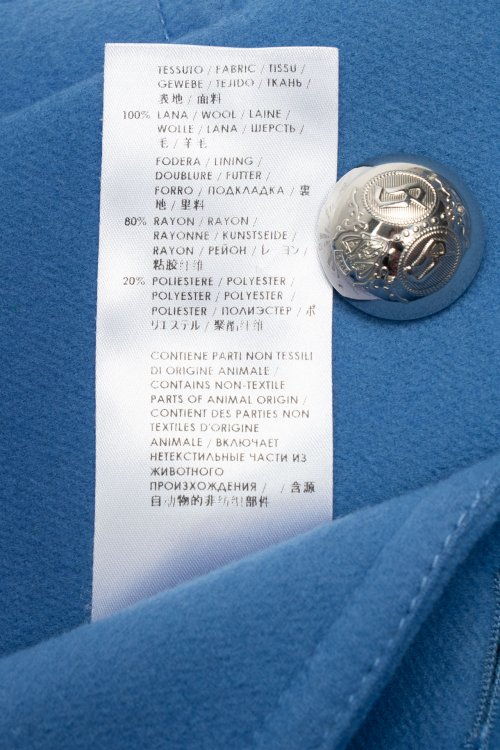 TESSUTO / FABRIC / TISSU /
GEWEBE / TEJIDO / ТКАНЬ /
表地 / 面料
100% LANA / WOOL / LAINE /
WOLLE / LANA / ШЕРСТЬ /
毛 / 羊毛
FODERA / LINING /
DOUBLURE / FUTTER /
FORRO / ПОДКЛАДКА / 裏
地 / 里料
80% RAYON / RAYON /
RAYONNE / KUNSTSEIDE /
RAYON / РЕЙОН / レーヨン /
粘胶纤维
20% POLIESTERE / POLYESTER /
POLYESTER / POLYESTER /
POLIESTER / ПОЛИЭСТЕР / ポ
リエステル / 聚酯纤维
CONTIENE PARTI NON TESSILI
DI ORIGINE ANIMALE /
CONTAINS NON-TEXTILE
PARTS OF ANIMAL ORIGIN /
CONTIENT DES PARTIES NON
TEXTILES D'ORIGINE
ANIMALE / ВКЛЮЧАЕТ
НЕТЕКСТИЛЬНЫЕ ЧАСТИ ИЗ
ЖИВОТНОГО
ПРОИЗХОЖДЕНИЯ / / 含源
自动物的非纺织部件